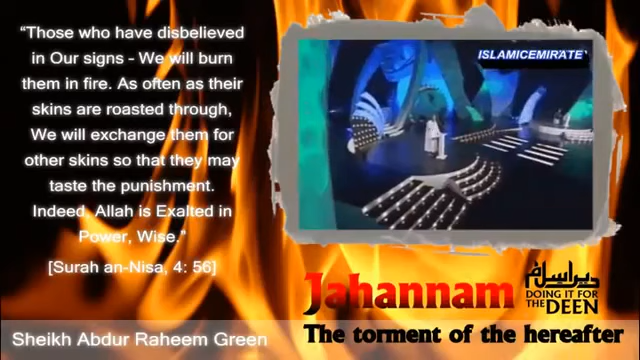 “Those who have disbelieved
in Our signs - We will burn
them in fire. As often as their
skins are roasted through,
We will exchange them for
other skins so that they may
taste the punishment.
Indeed, Allah is Exalted in
Power, Wise.”
[Surah an-Nisa, 4: 56]
Sheikh Abdur Raheem Green
ISLAMICEMIRATE
Jahannam
DOING IT FOR
THE DEEN
The torment of the hereafter